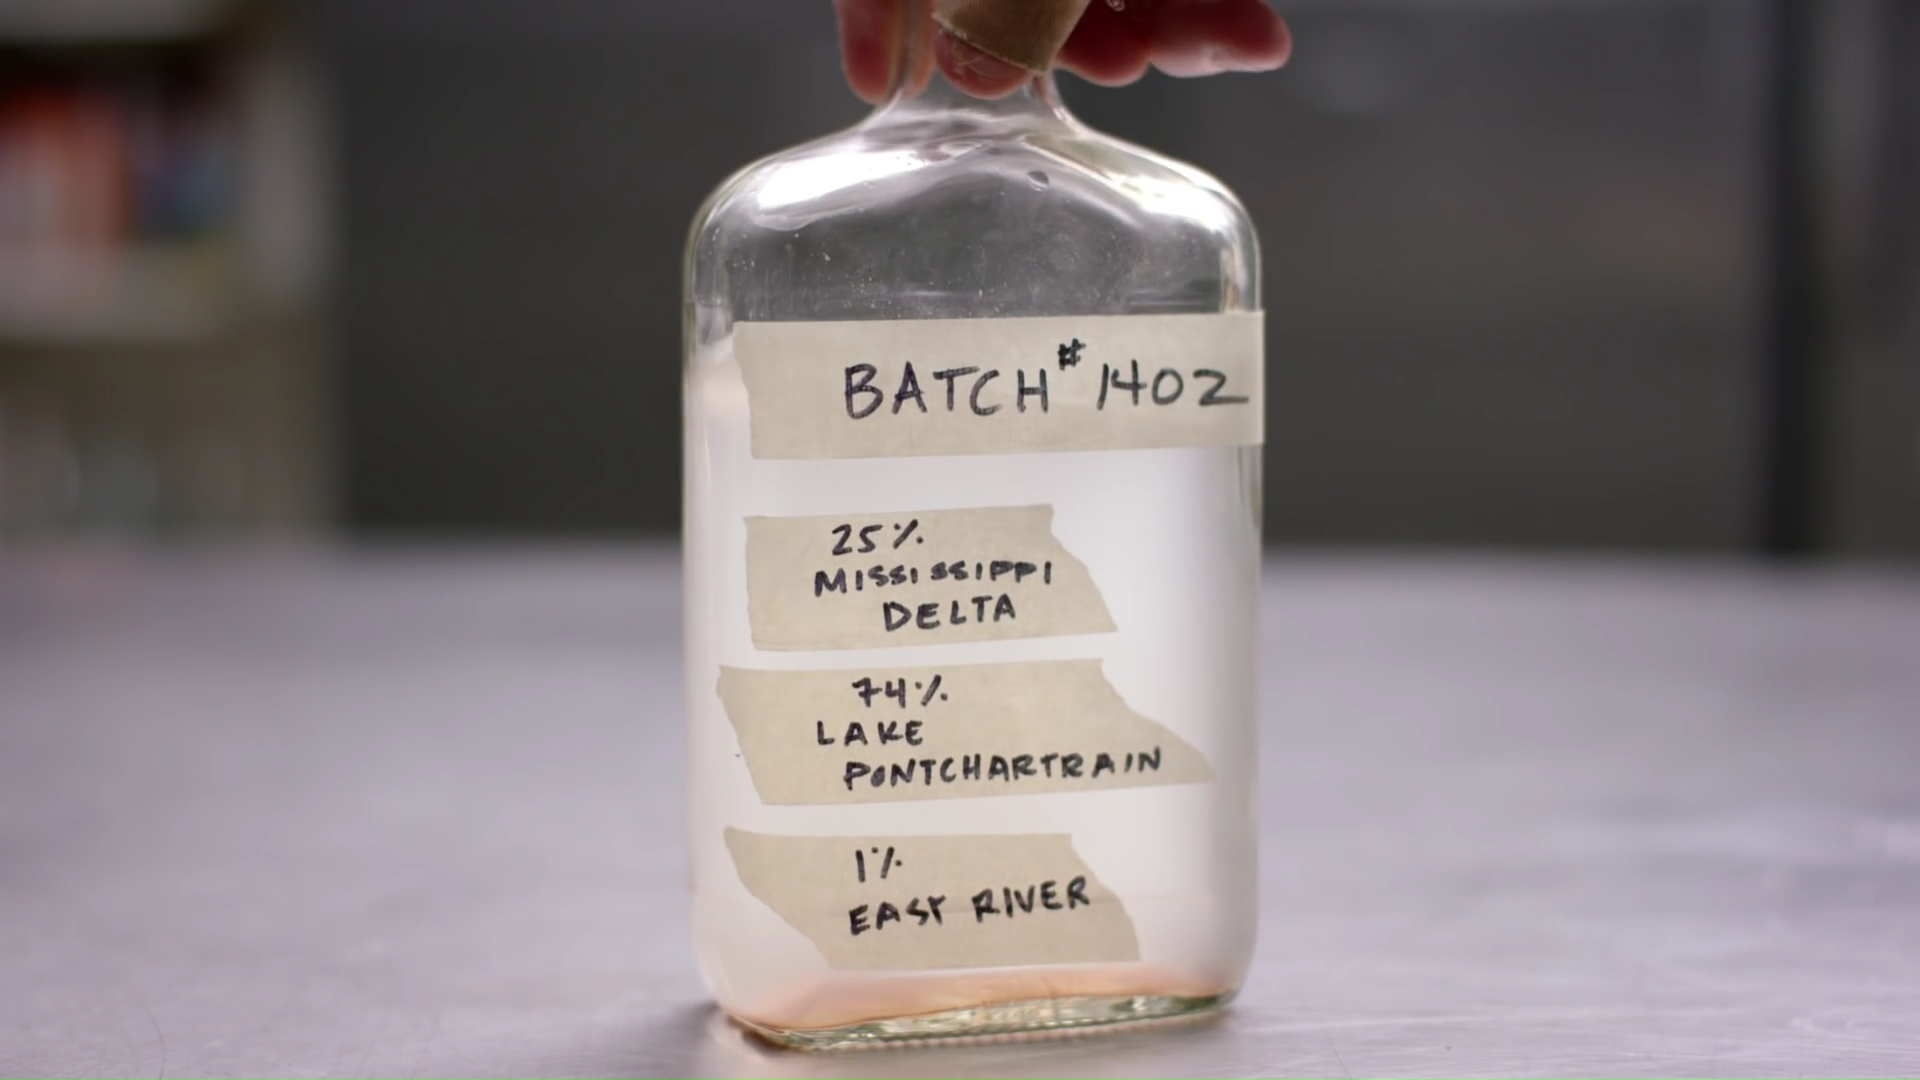 BATCH #1402
25%
MISSISSIPPI
DELTA
74%
LAKE
PONTCHARTRAIN
1%
EAST RIVER